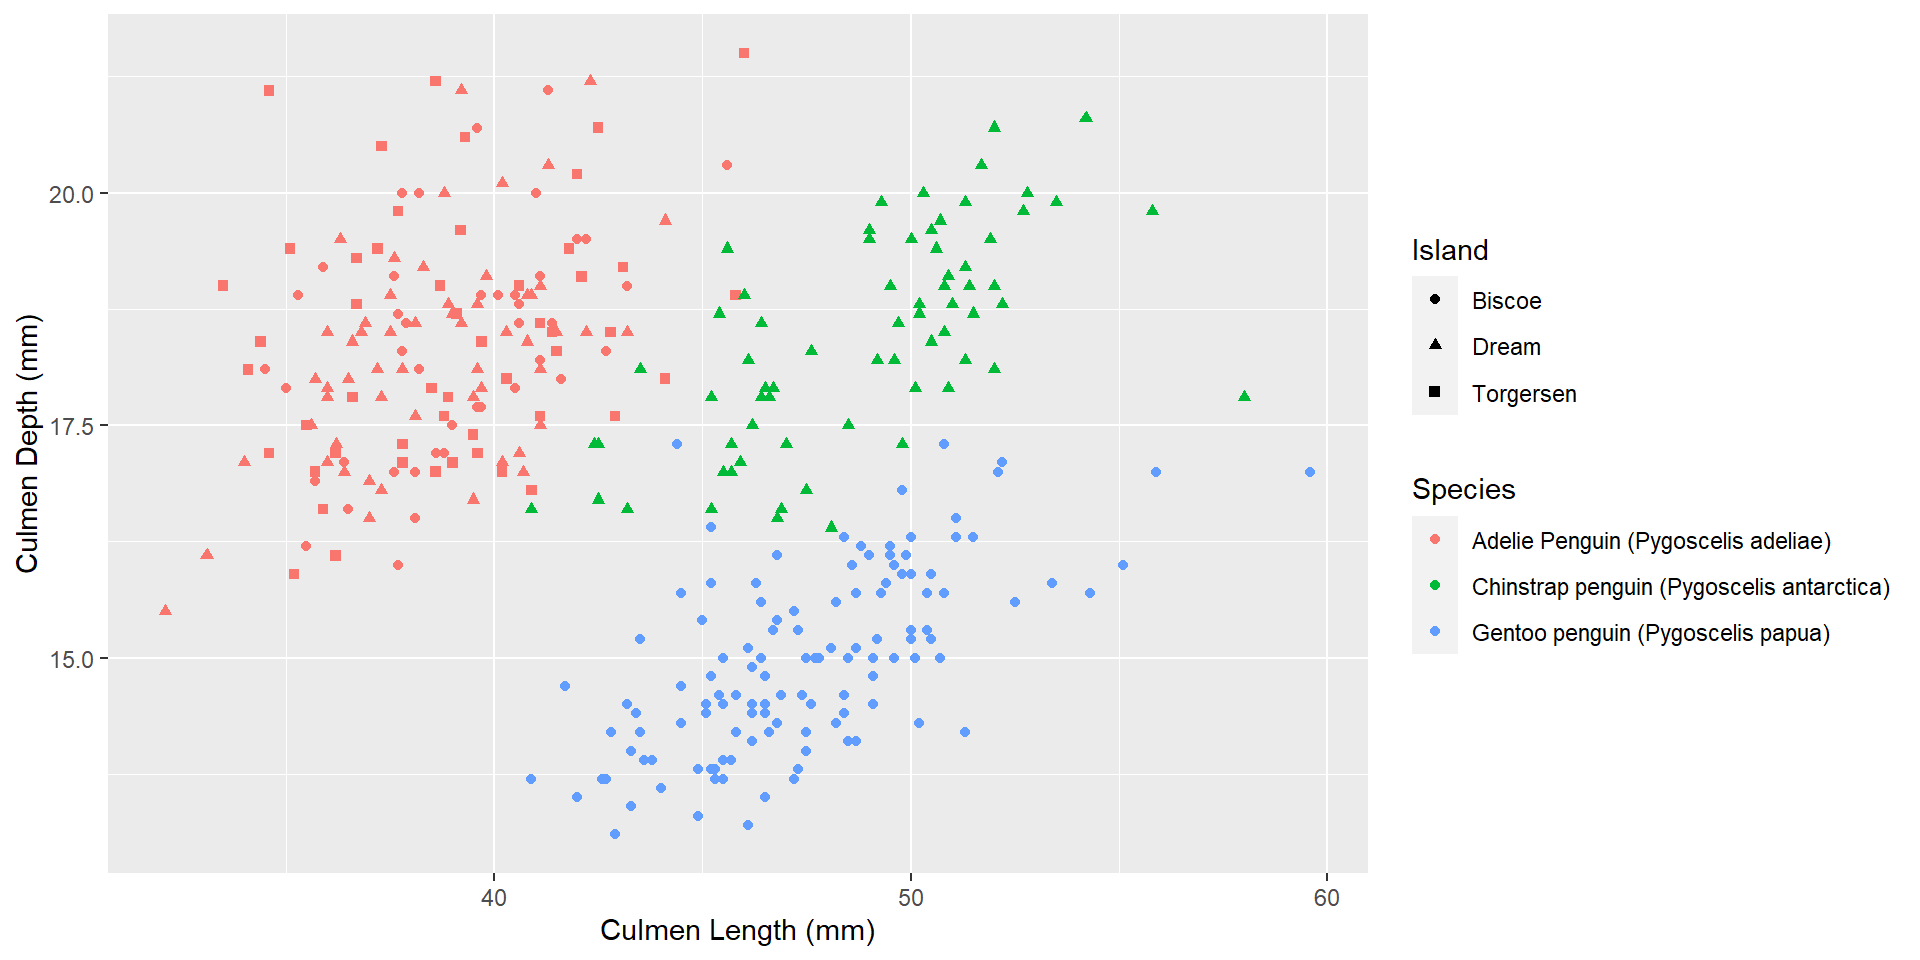 20.0
17.5
15.0
Culmen Depth (mm)
40
50
60
Culmen Length (mm)
Island
Biscoe
Dream
Torgersen
Species
Adelie Penguin (Pygoscelis adeliae)
Chinstrap penguin (Pygoscelis antarctica)
Gentoo penguin (Pygoscelis papua)